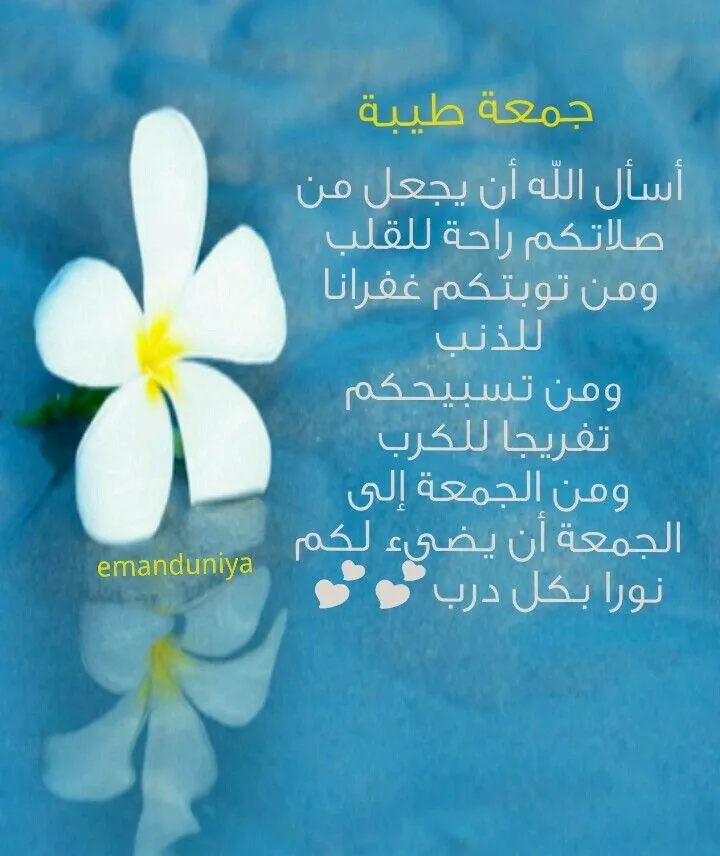 جمعة طيبة
أسأل اللّه أن يجعل من
صلاتكم راحة للقلب
ومن توبتكم غفرانا
للذنب
ومن تسبيحكم
تفريجا للكرب
ومن الجمعة إلى
الجمعة أن يضيء لكم
نورا بكل درب 💕 💕
emanduniya